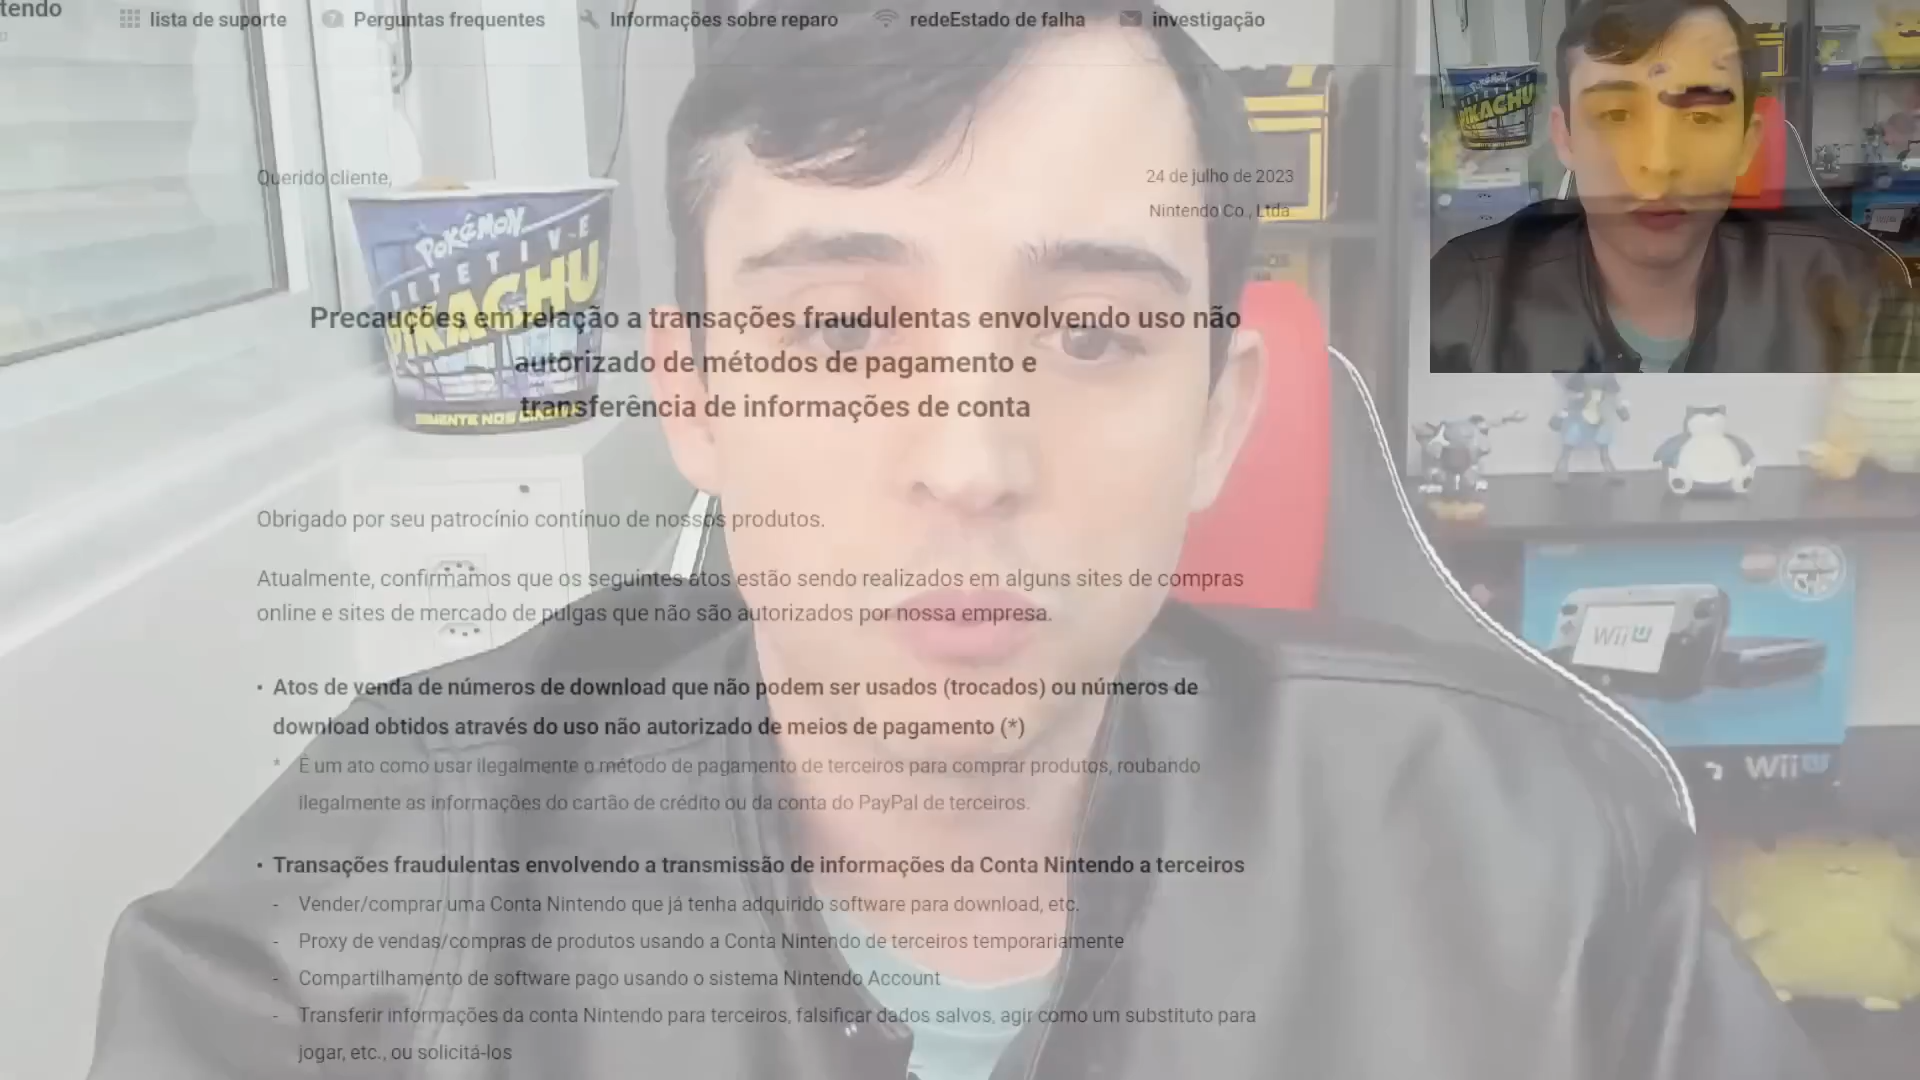 tendo
lista de suporte
Perguntas frequentes
Informações sobre reparo
redeEstado de falha
investigação
Querido cliente,
24 de julho de 2023
Nintendo Co., Ltda
Precauções em relação a transações fraudulentas envolvendo uso não
autorizado de métodos de pagamento e
transferência de informações de conta
Obrigado por seu patrocínio contínuo de nossos produtos.
Atualmente, confirmamos que os seguintes atos estão sendo realizados em alguns sites de compras
online e sites de mercado de pulgas que não são autorizados por nossa empresa.
• Atos de venda de números de download que não podem ser usados (trocados) ou números de
download obtidos através do uso não autorizado de meios de pagamento (*)
* É um ato como usar ilegalmente o método de pagamento de terceiros para comprar produtos, roubando
ilegalmente as informações do cartão de crédito ou da conta do PayPal de terceiros.
• Transações fraudulentas envolvendo a transmissão de informações da Conta Nintendo a terceiros
- Vender/comprar uma Conta Nintendo que já tenha adquirido software para download, etc.
- Proxy de vendas/compras de produtos usando a Conta Nintendo de terceiros temporariamente
- Compartilhamento de software pago usando o sistema Nintendo Account
- Transferir informações da conta Nintendo para terceiros, falsificar dados salvos, agir como um substituto para
jogar, etc., ou solicitá-los
POKÉMON
DETETIVE
PIKACHU
SOMENTE NOS CINEMAS
Wii U
Wii U
POKÉMON
PIKACHU